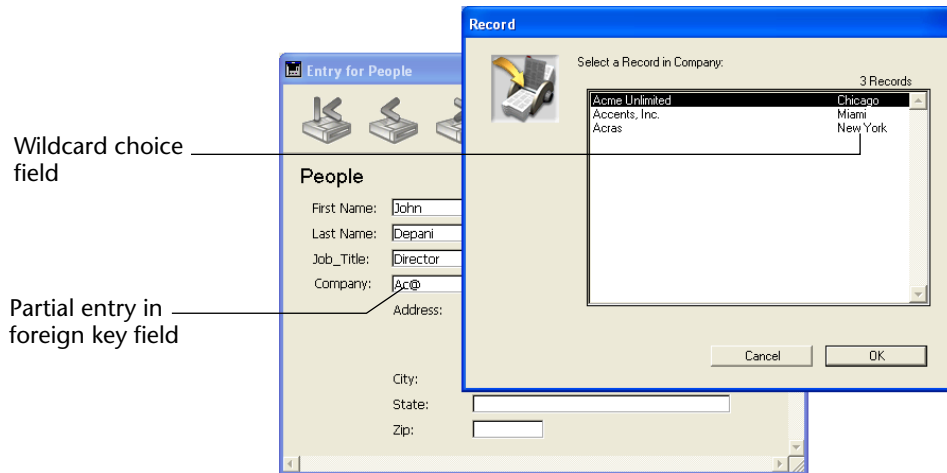 Record
Select a Record in Company:
3 Records
Acme Unlimited Chicago
Accents, Inc. Miami
Acras New York
Cancel OK
Entry for People
People
First Name: John
Last Name: Depani
Job_Title: Director
Company: Ac@
Address:
City:
State:
Zip:
Wildcard choice
field
Partial entry in
foreign key field